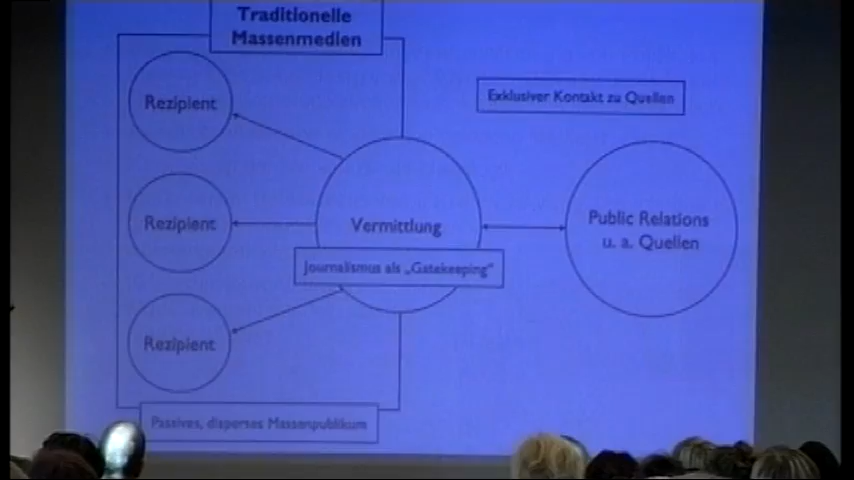 Traditionelle
Massenmedien
Rezipient
Exklusiver Kontakt zu Quellen
Rezipient
Vermittlung
Public Relations
u. a. Quellen
Journalismus als „Gatekeeping“
Rezipient
Passives, disperses Massenpublikum